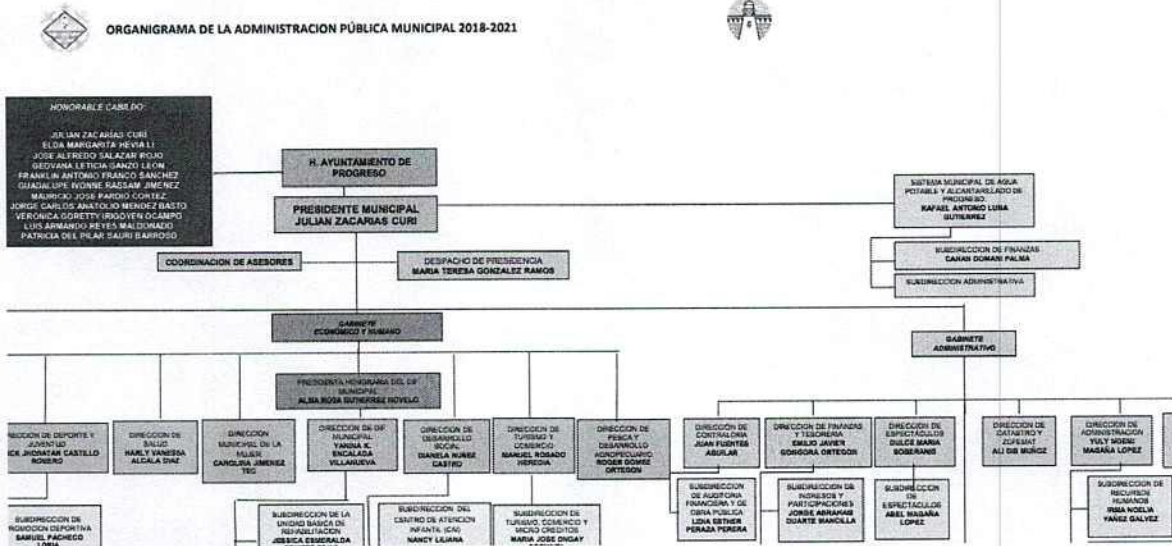 ORGANIGRAMA DE LA ADMINISTRACION PÚBLICA MUNICIPAL 2018-2021
HONORABLE CABILDO:
JULIAN ZACARIAS CURI
ELDA MARGARITA HEVIA LI
JOSE ALFREDO SALAZAR ROJO
GEOVANA LETICIA GANZO LEON
FRANKLIN ANTONIO FRANCO SANCHEZ
GUADALUPE IVONNE RASSAM JIMENEZ
MAURICIO JOSE PARDIO CORTEZ
JORGE CARLOS ANATOLIO MENDEZ BASTO
VERONICA GORETTY IRIGOYEN OCAMPO
LUIS ARMANDO REYES MALDONADO
PATRICIA DEL PILAR SAURI BARROSO
H. AYUNTAMIENTO DE
PROGRESO
PRESIDENTE MUNICIPAL
JULIAN ZACARIAS CURI
SISTEMA MUNICIPAL DE AGUA
POTABLE Y ALCANTARILLADO DE
PROGRESO
RAFAEL ANTONIO LUNA
GUTIERREZ
SUBDIRECCION DE FINANZAS
CANAN DOMANI PALMA
SUBDIRECCION ADMINISTRATIVA
COORDINACION DE ASESORES
DESPACHO DE PRESIDENCIA
MARIA TERESA GONZALEZ RAMOS
GABINETE
ECONOMICO Y HUMANO
GABINETE
ADMINISTRATIVO
PRESIDENTA HONORARIA DEL DIF
MUNICIPAL
ALMA ROSA GUTIERREZ NOVELO
DE DEPORTE Y
JUVENTUD
JHONATAN CASTILLO
ROMERO
DIRECCION DE
SALUD
HARLY VANESSA
ALCALA DIAZ
DIRECCION
MUNICIPAL DE LA
MUJER
CAROLINA JIMENEZ
TEC
DIRECCION DE DIF
MUNICIPAL
YANINA K.
ENCALADA
VILLANUEVA
DIRECCION DE
DESARROLLO
SOCIAL
DIANELA NUÑEZ
CASTRO
DIRECCION DE
TURISMO Y
COMERCIO
MANUEL ROSADO
HEREDIA
DIRECCION DE
PESCA Y
DESARROLLO
AGROPECUARIO
ROGER GOMEZ
ORTEGON
DIRECCION DE
CONTRALORIA
JUAN FUENTES
AGUILAR
DIRECCION DE FINANZAS
Y TESORERIA
EMILIO JAVIER
GONGORA ORTEGON
DIRECCION DE
ESPECTACULOS
DULCE MARIA
SOBERANIS
DIRECCION DE
CATASTRO Y
ZOFEMAT
ALI DIB MUÑOZ
DIRECCION DE
ADMINISTRACION
YULY
MAGAÑA LOPEZ
SUBDIRECCION DE
PROMOCION DEPORTIVA
SAMUEL PACHECO
LORIA
SUBDIRECCION DE LA
UNIDAD BASICA DE
REHABILITACION
JESSICA ESMERALDA
SUBDIRECCION DEL
CENTRO DE ATENCION
INFANTIL
NANCY LILIANA
SUBDIRECCION DE
TURISMO, COMERCIO Y
MICRO CREDITOS
MARIA JOSE ONGAY
SUBDIRECCION
DE AUDITORIA
FINANCIERA Y DE
OBRA PUBLICA
LIDIA ESTHER
PERAZA PERERA
SUBDIRECCION DE
INGRESOS Y
PARTICIPACIONES
JORGE ABRAHAM
DUARTE MANCILLA
SUBDIRECCION
DE
ESPECTACULOS
ABEL MAGAÑA
LOPEZ
SUBDIRECCION DE
RECURSOS
HUMANOS
IRMA NOELIA
YAÑEZ GALVEZ